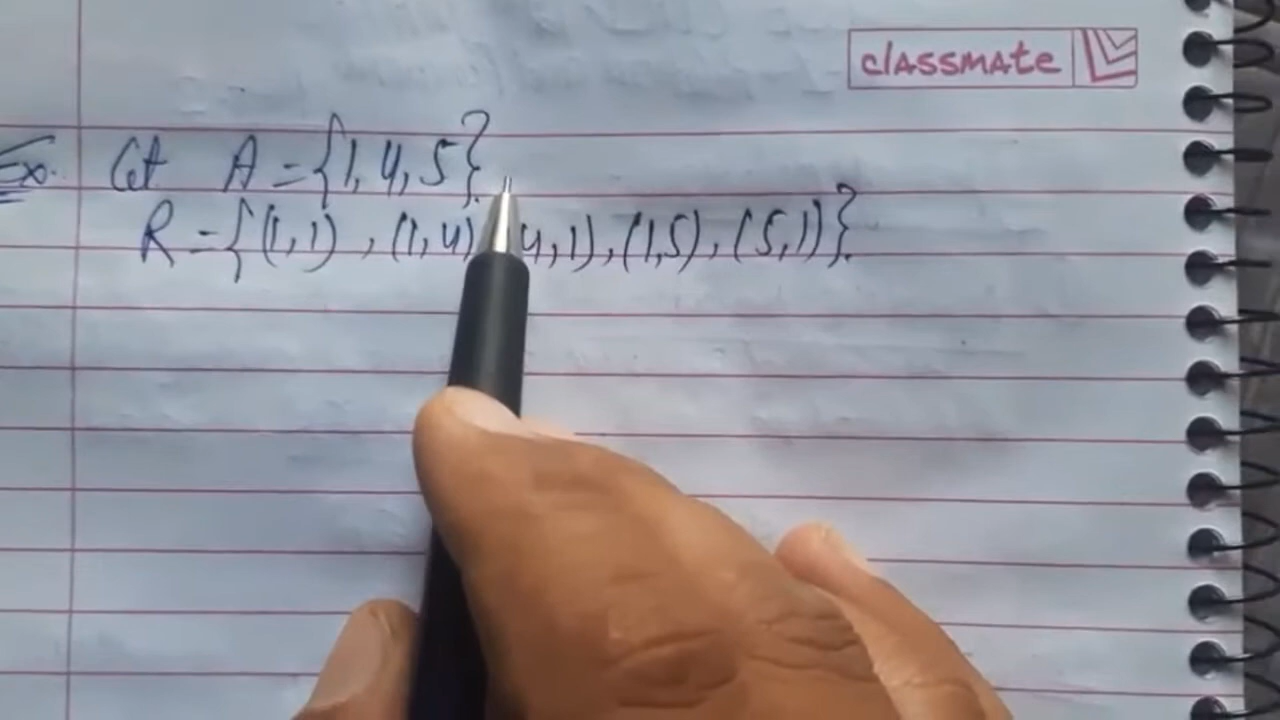 classmate
Ex. Let A = {1, 4, 5}.
R = {(1,1), (1,4) 4,1), (1,5), (5,1)}.